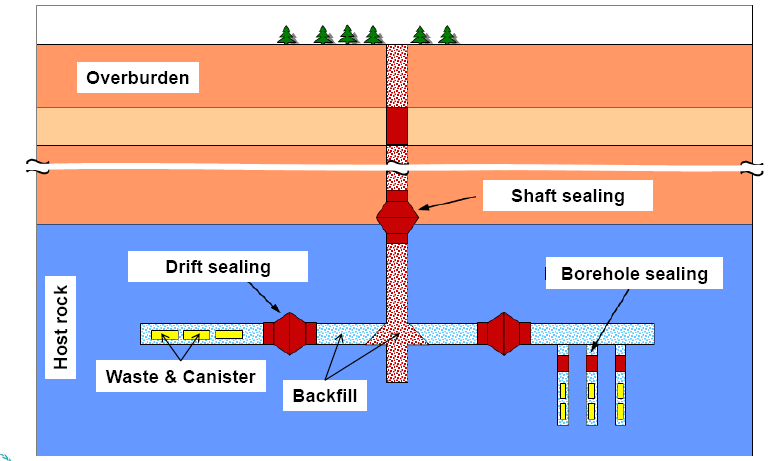 Overburden
Shaft sealing
Drift sealing
Borehole sealing
Host rock
Waste & Canister
Backfill